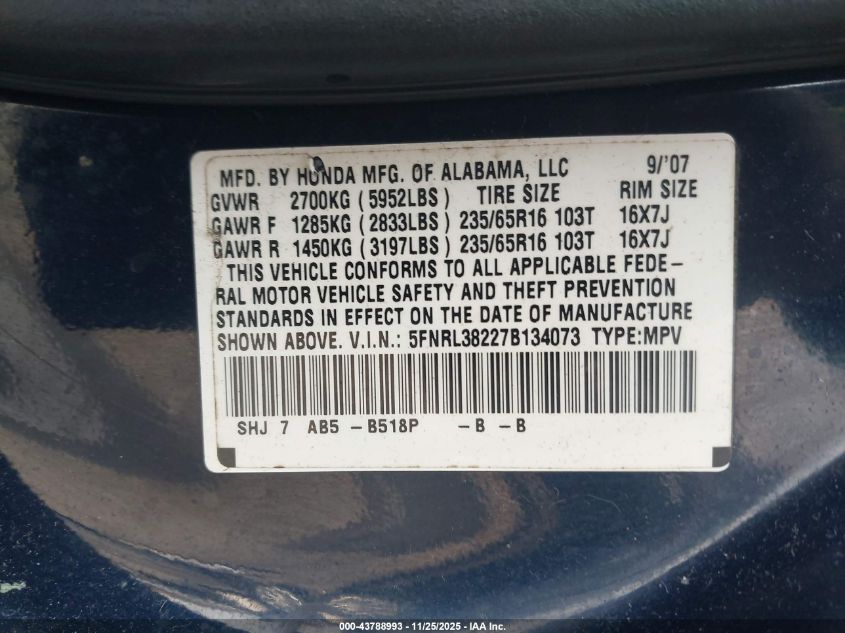 MFD. BY HONDA MFG. OF ALABAMA, LLC 9/'07
GVWR 2700KG (5952LBS) TIRE SIZE RIM SIZE
GAWR F 1285KG (2833LBS) 235/65R16 103T 16X7J
GAWR R 1450KG (3197LBS) 235/65R16 103T 16X7J
THIS VEHICLE CONFORMS TO ALL APPLICABLE FEDE-
RAL MOTOR VEHICLE SAFETY AND THEFT PREVENTION
STANDARDS IN EFFECT ON THE DATE OF MANUFACTURE
SHOWN ABOVE. V.I.N.: 5FNRL38227B134073 TYPE:MPV
SHJ 7 AB5 -B518P -B -B
000-43788993 - 11/25/2025 - IAA Inc.